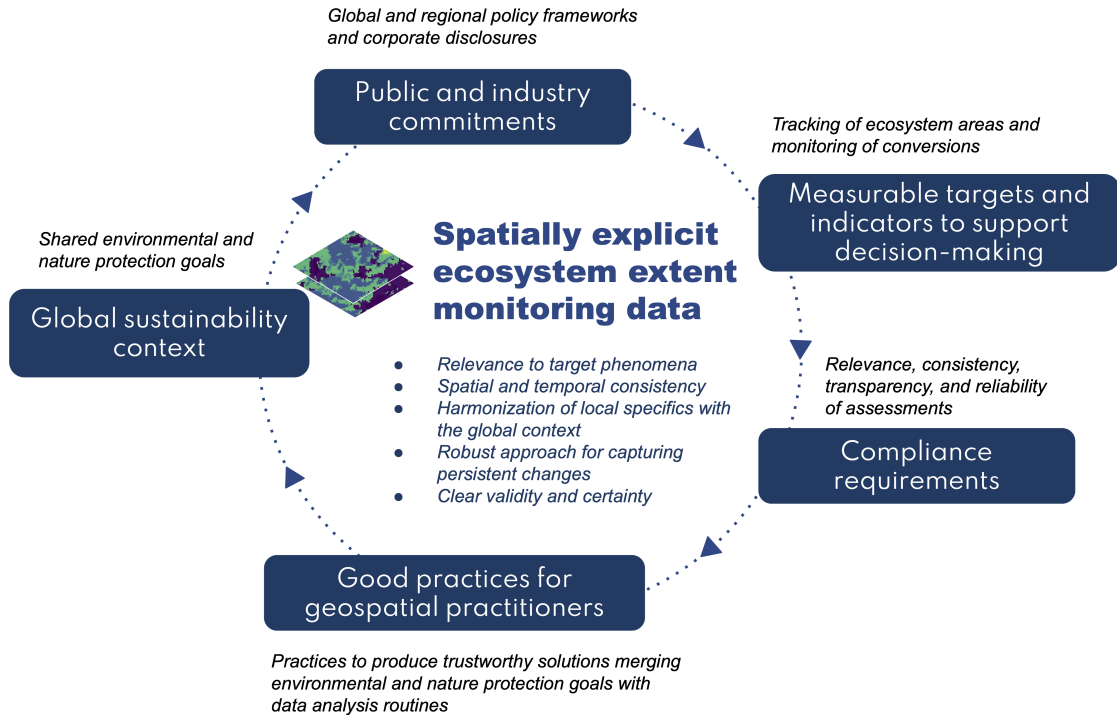 Global and regional policy frameworks
and corporate disclosures
Public and industry
commitments
Tracking of ecosystem areas and
monitoring of conversions
Measurable targets and
indicators to support
decision-making
Shared environmental and
nature protection goals
Global sustainability
context
Spatially explicit
ecosystem extent
monitoring data
● Relevance to target phenomena
● Spatial and temporal consistency
● Harmonization of local specifics with
the global context
● Robust approach for capturing
persistent changes
● Clear validity and certainty
Relevance, consistency,
transparency, and reliability
of assessments
Compliance
requirements
Good practices for
geospatial practitioners
Practices to produce trustworthy solutions merging
environmental and nature protection goals with
data analysis routines